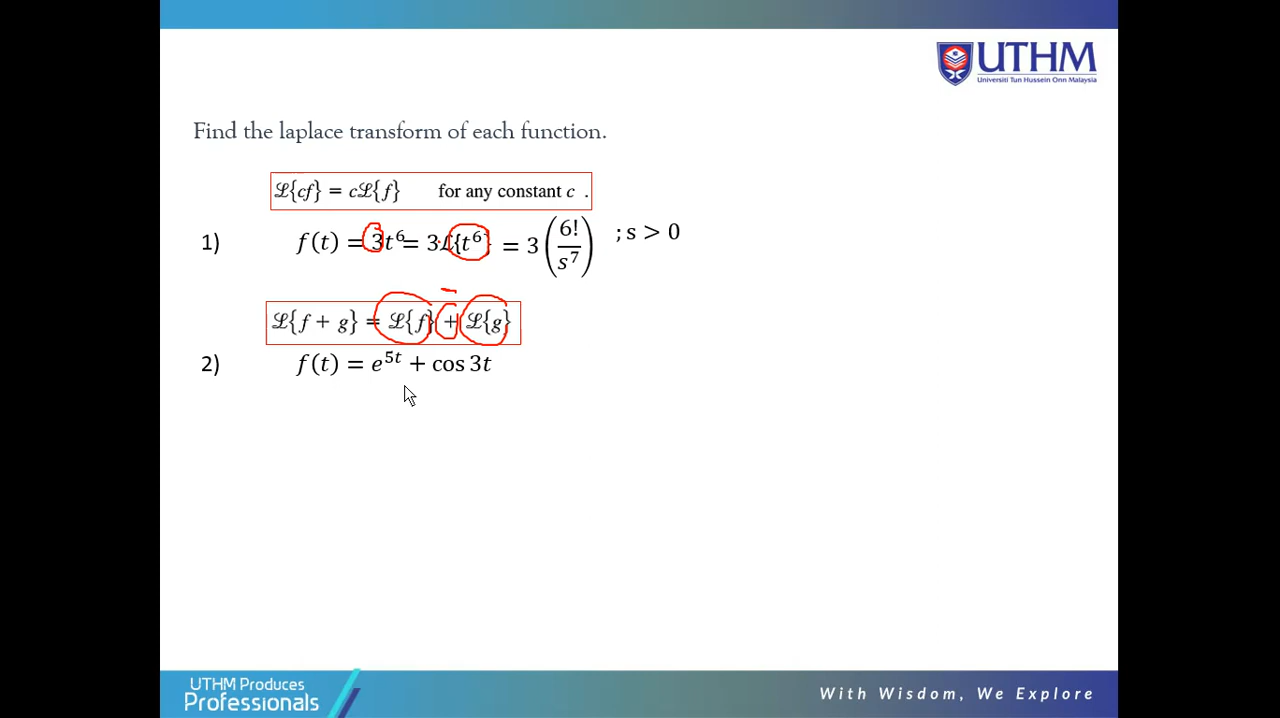 UTHM
Universiti Tun Hussein Onn Malaysia
Find the laplace transform of each function.
ℒ{cf} = cℒ{f} for any constant c .
1) f(t) = 3t⁶ = 3ℒ{t⁶} = 3(6!/s⁷) ; s > 0
ℒ{f + g} = ℒ{f} + ℒ{g}
2) f(t) = e⁵ᵗ + cos 3t
UTHM Produces
Professionals
With Wisdom, We Explore